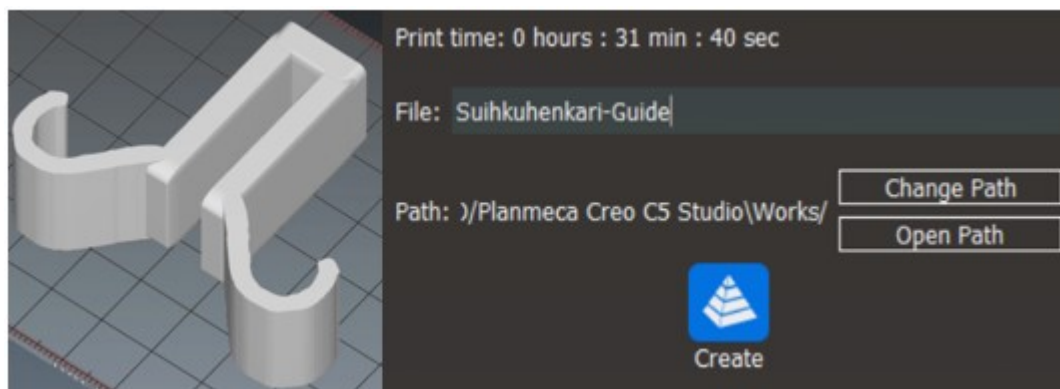 Print time: 0 hours : 31 min : 40 sec
File: Suihkuhenkari-Guide
Path: )/Planmeca Creo C5 Studio\Works/
Change Path
Open Path
Create